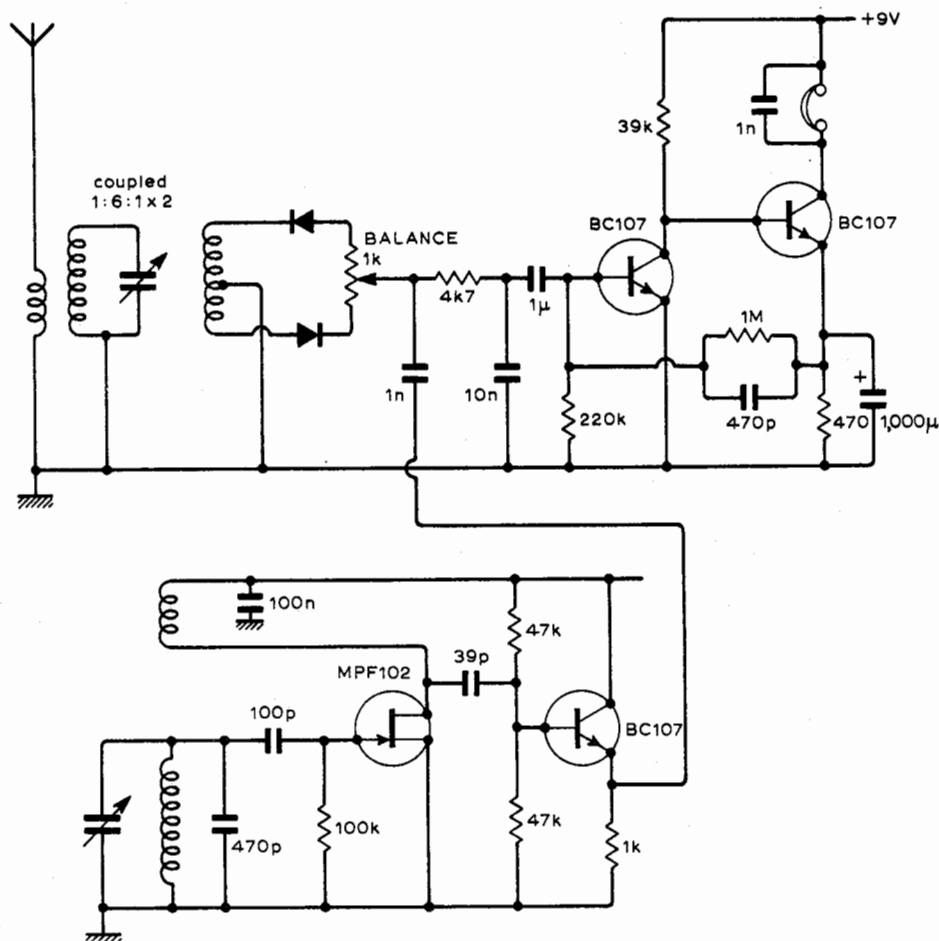 +9V
39k
1n
coupled
1:6:1x2
BC107
BC107
BALANCE
1k
4k7
1μ
1M
1n
10n
220k
470p
+
470
1,000μ
100n
47k
39p
MPF102
100p
BC107
100k
470p
47k
1k